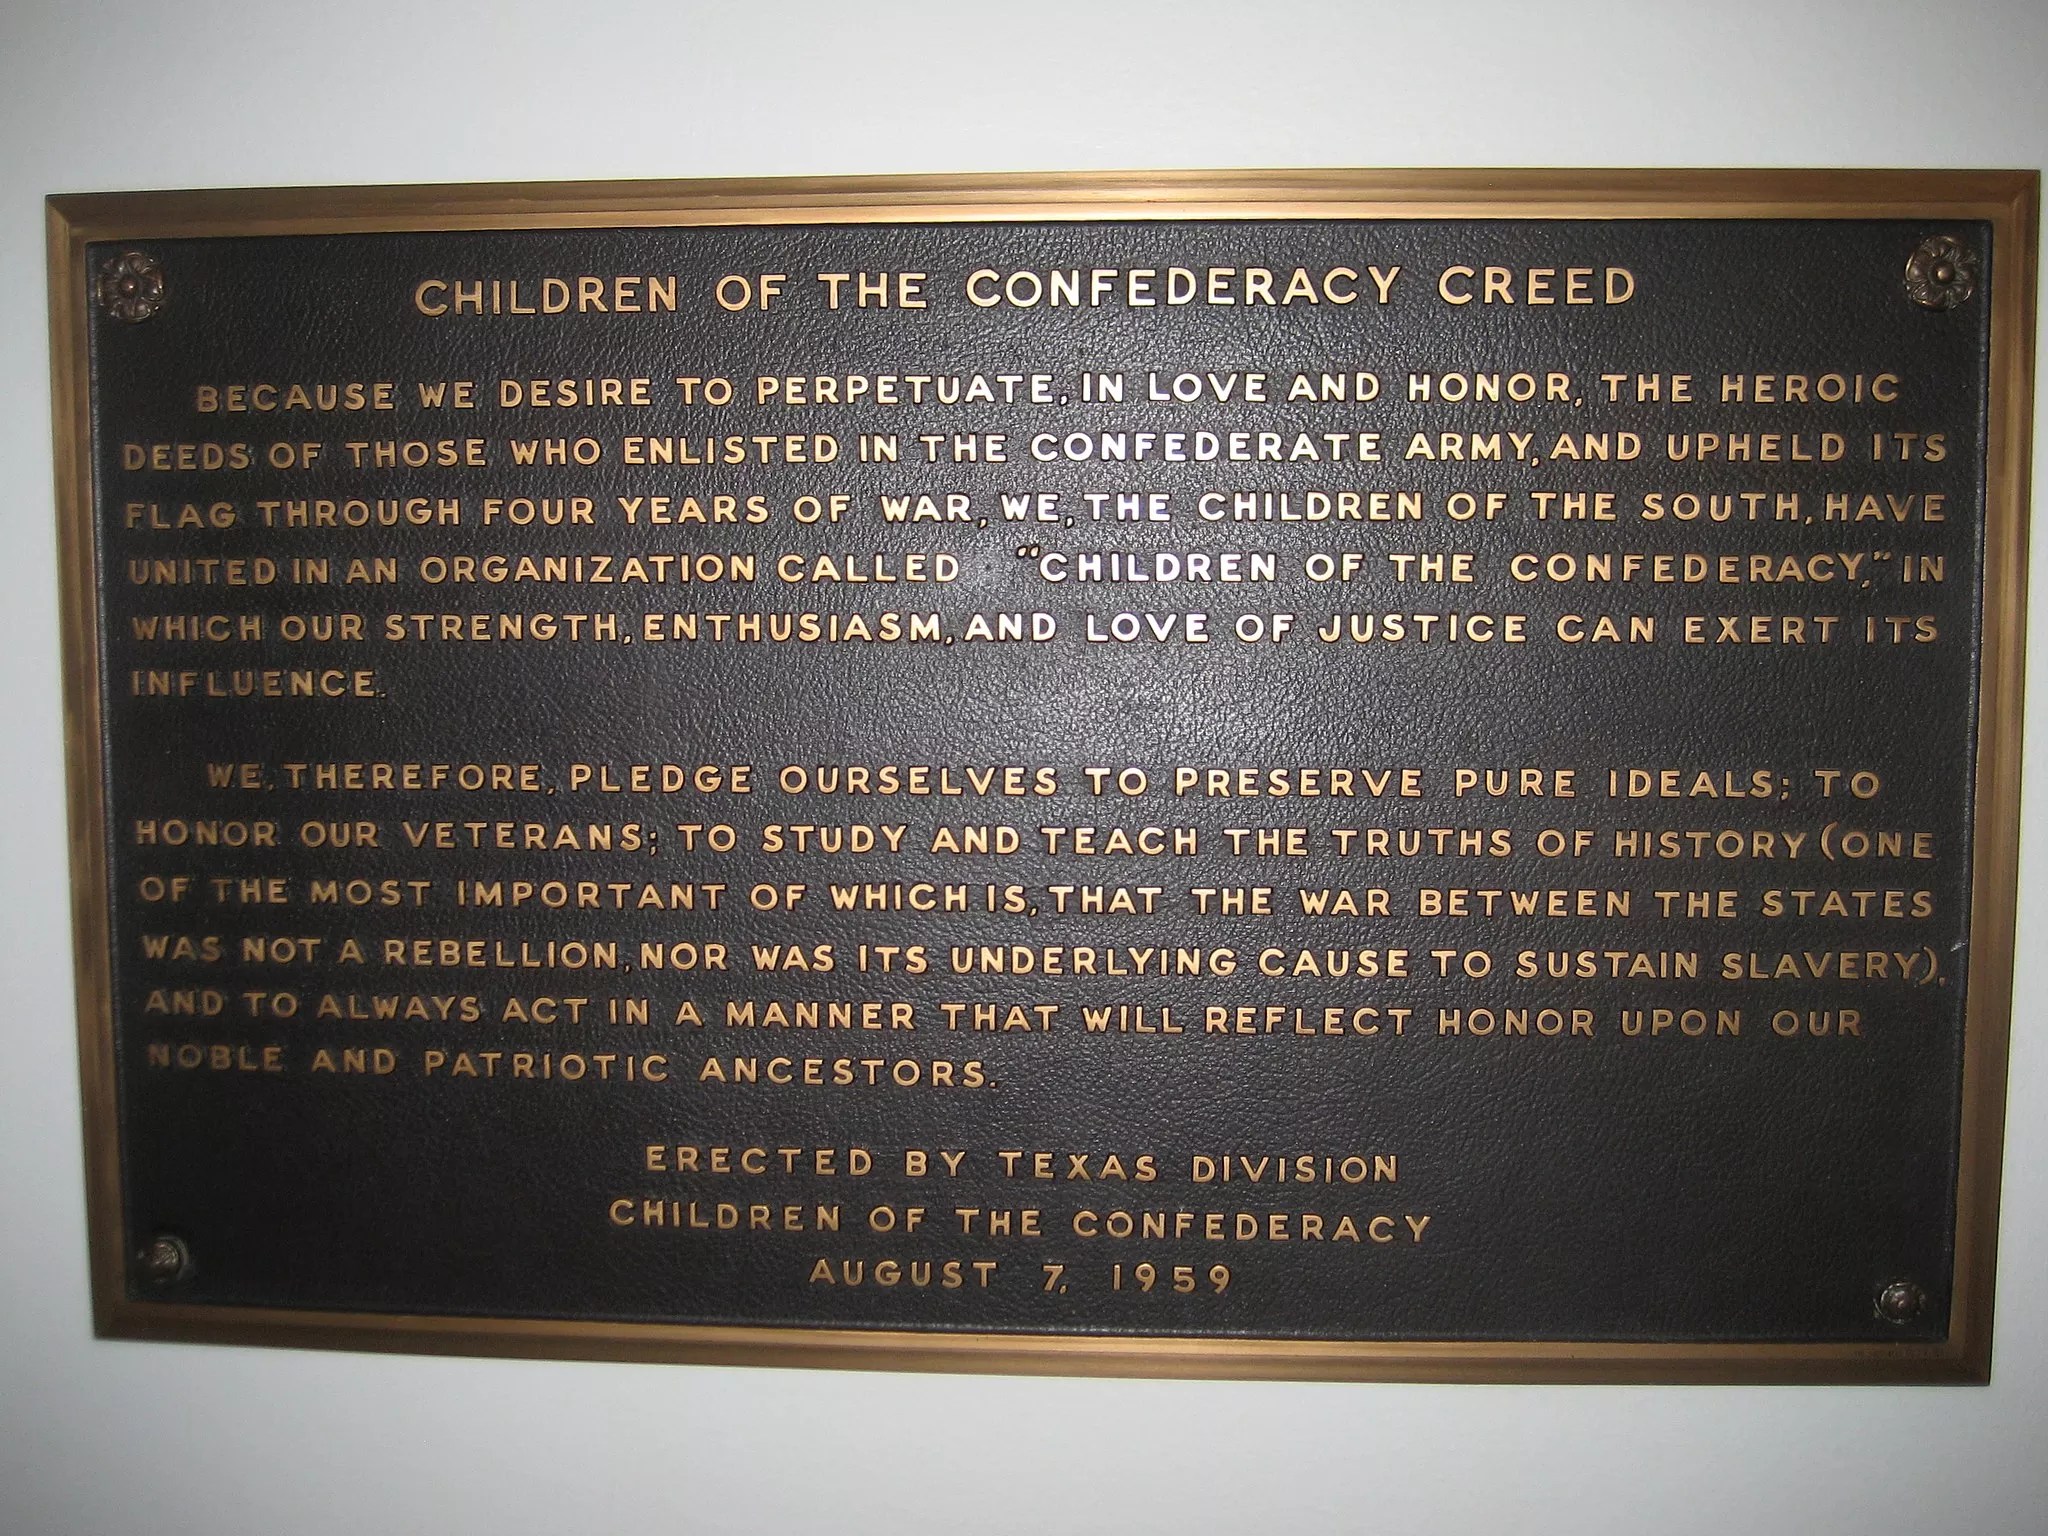 CHILDREN OF THE CONFEDERACY CREED
BECAUSE WE DESIRE TO PERPETUATE, IN LOVE AND HONOR, THE HEROIC
DEEDS OF THOSE WHO ENLISTED IN THE CONFEDERATE ARMY, AND UPHELD ITS
FLAG THROUGH FOUR YEARS OF WAR, WE, THE CHILDREN OF THE SOUTH, HAVE
UNITED IN AN ORGANIZATION CALLED "CHILDREN OF THE CONFEDERACY," IN
WHICH OUR STRENGTH, ENTHUSIASM, AND LOVE OF JUSTICE CAN EXERT ITS
INFLUENCE.
WE, THEREFORE, PLEDGE OURSELVES TO PRESERVE PURE IDEALS; TO
HONOR OUR VETERANS; TO STUDY AND TEACH THE TRUTHS OF HISTORY (ONE
OF THE MOST IMPORTANT OF WHICH IS, THAT THE WAR BETWEEN THE STATES
WAS NOT A REBELLION, NOR WAS ITS UNDERLYING CAUSE TO SUSTAIN SLAVERY),
AND TO ALWAYS ACT IN A MANNER THAT WILL REFLECT HONOR UPON OUR
NOBLE AND PATRIOTIC ANCESTORS.
ERECTED BY TEXAS DIVISION
CHILDREN OF THE CONFEDERACY
AUGUST 7, 1959